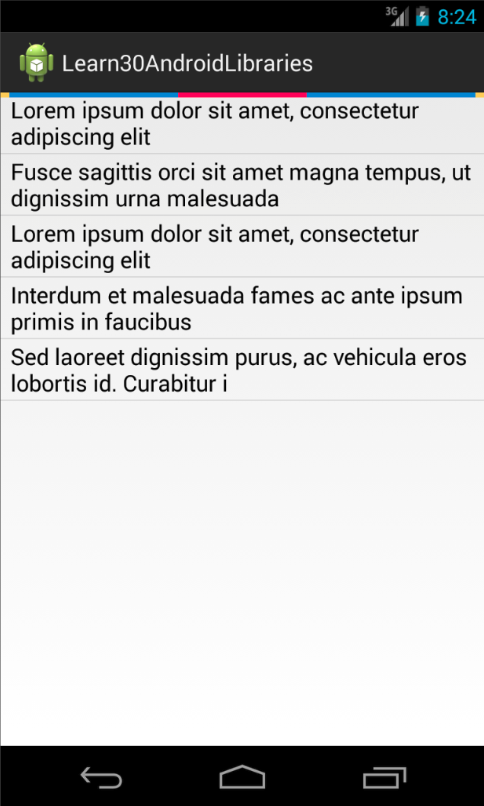 3G 8:24
Learn30AndroidLibraries
Lorem ipsum dolor sit amet, consectetur
adipiscing elit
Fusce sagittis orci sit amet magna tempus, ut
dignissim urna malesuada
Lorem ipsum dolor sit amet, consectetur
adipiscing elit
Interdum et malesuada fames ac ante ipsum
primis in faucibus
Sed laoreet dignissim purus, ac vehicula eros
lobortis id. Curabitur i